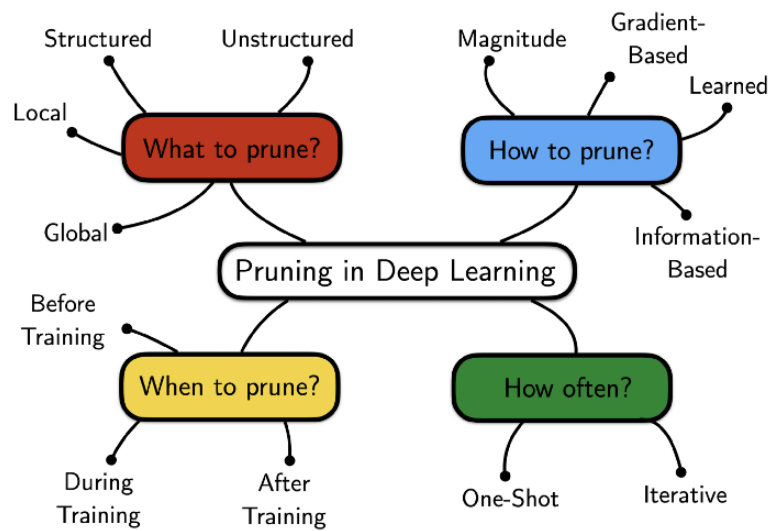 Structured
Unstructured
Local
What to prune?
Global
Magnitude
Gradient-
Based
Learned
How to prune?
Information-
Based
Pruning in Deep Learning
Before
Training
When to prune?
During
Training
After
Training
How often?
One-Shot
Iterative